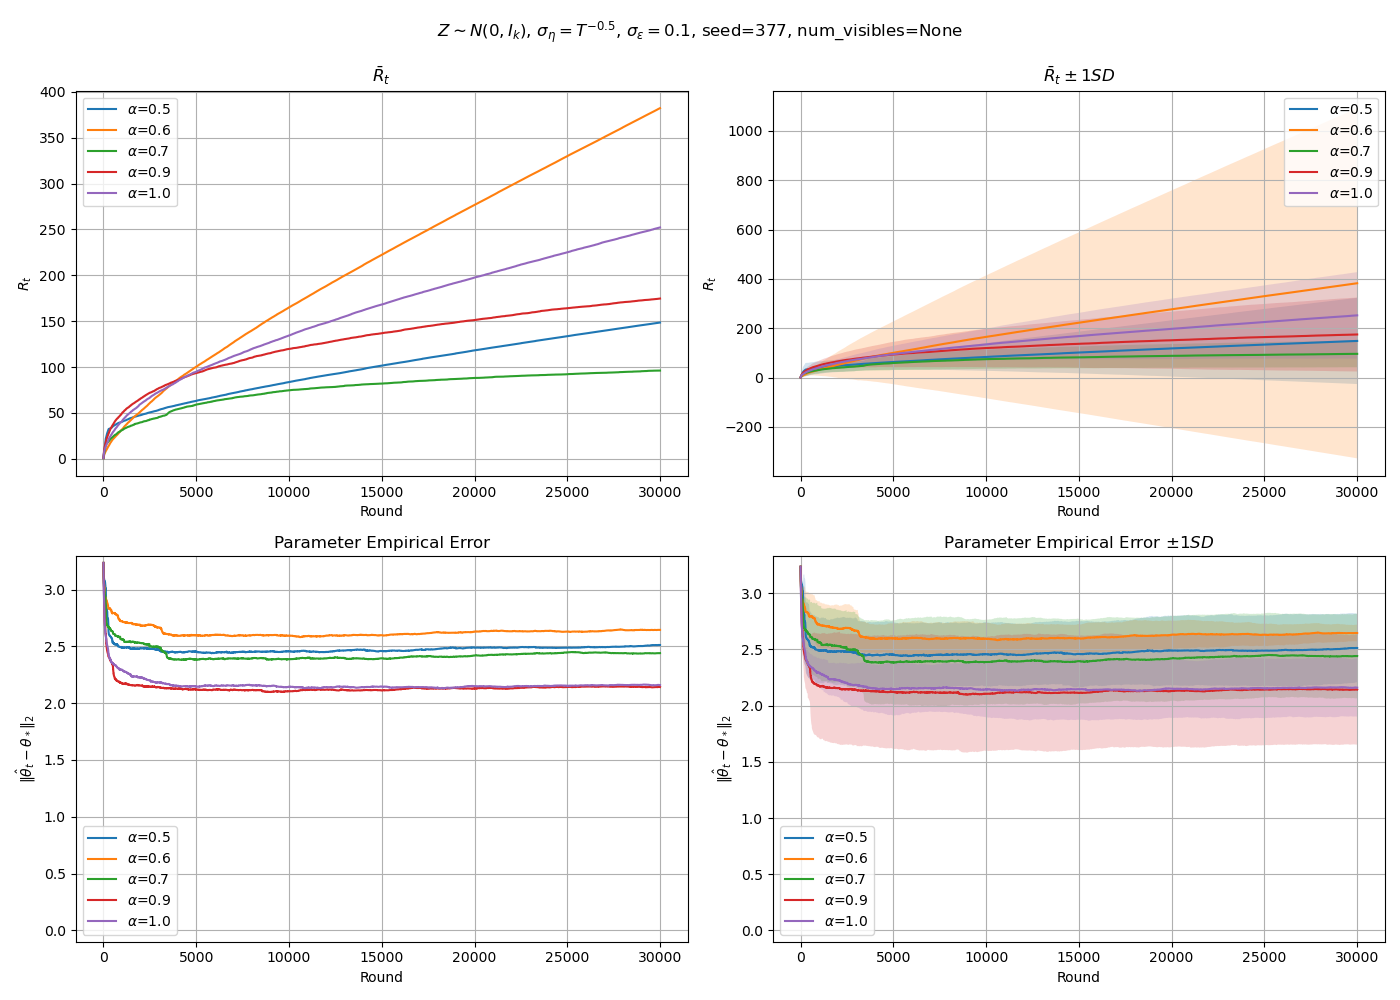 Z ~ N(0, I_k), σ_η = T^{-0.5}, σ_ε = 0.1, seed=377, num_visibles=None
R̄_t
R_t
400
350
300
250
200
150
100
50
0
α=0.5
α=0.6
α=0.7
α=0.9
α=1.0
0 5000 10000 15000 20000 25000 30000
Round
R̄_t ± 1SD
R_t
1000
800
600
400
200
0
−200
α=0.5
α=0.6
α=0.7
α=0.9
α=1.0
0 5000 10000 15000 20000 25000 30000
Round
Parameter Empirical Error
‖θ̂_t − θ_*‖_2
3.0
2.5
2.0
1.5
1.0
0.5
0.0
α=0.5
α=0.6
α=0.7
α=0.9
α=1.0
0 5000 10000 15000 20000 25000 30000
Round
Parameter Empirical Error ±1SD
‖θ̂_t − θ_*‖_2
3.0
2.5
2.0
1.5
1.0
0.5
0.0
α=0.5
α=0.6
α=0.7
α=0.9
α=1.0
0 5000 10000 15000 20000 25000 30000
Round